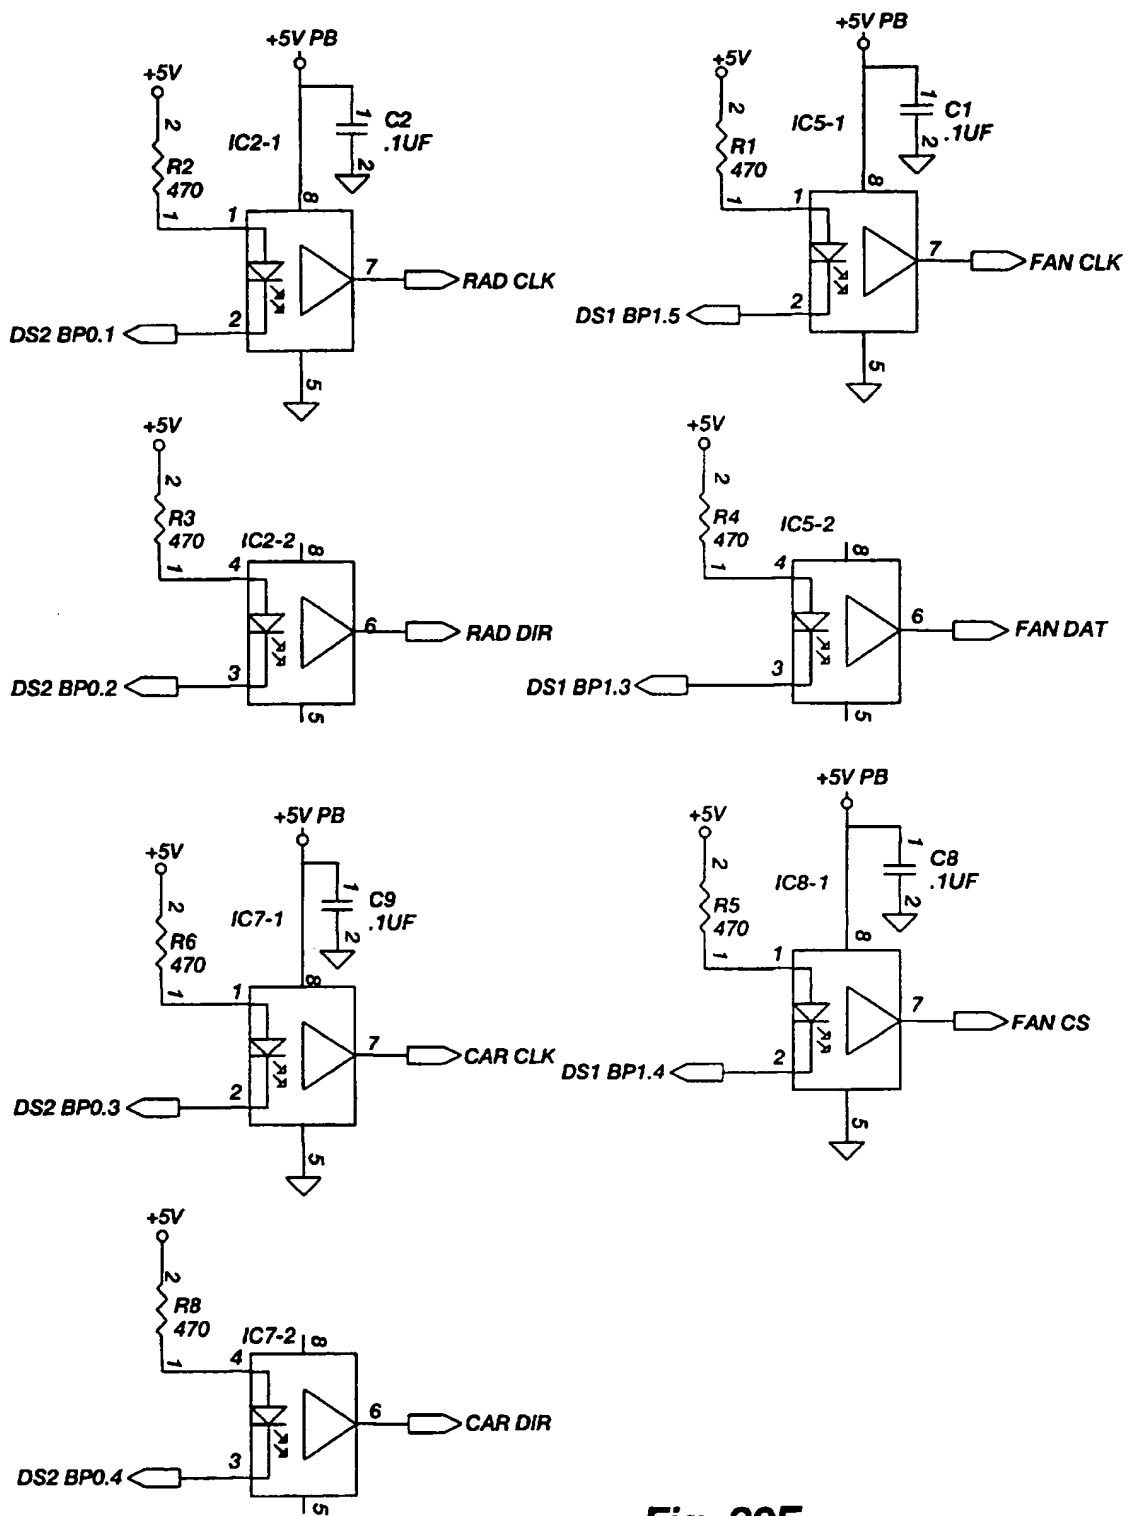 +5V PB
+5V
2
R2
470
1
IC2-1
1
C2
.1UF
2
8
1
7
RAD CLK
2
DS2 BP0.1
5
+5V PB
+5V
2
R1
470
1
IC5-1
1
C1
.1UF
2
8
1
7
FAN CLK
2
DS1 BP1.5
5
+5V
2
R3
470
1
IC2-2
8
4
6
RAD DIR
3
DS2 BP0.2
5
+5V
2
R4
470
1
IC5-2
8
4
6
FAN DAT
3
DS1 BP1.3
5
+5V PB
+5V
2
R6
470
1
IC7-1
1
C9
.1UF
2
8
1
7
CAR CLK
2
DS2 BP0.3
5
+5V PB
+5V
2
R5
470
1
IC8-1
1
C8
.1UF
2
8
1
7
FAN CS
2
DS1 BP1.4
5
+5V
2
R8
470
1
IC7-2
8
4
6
CAR DIR
3
DS2 BP0.4
5